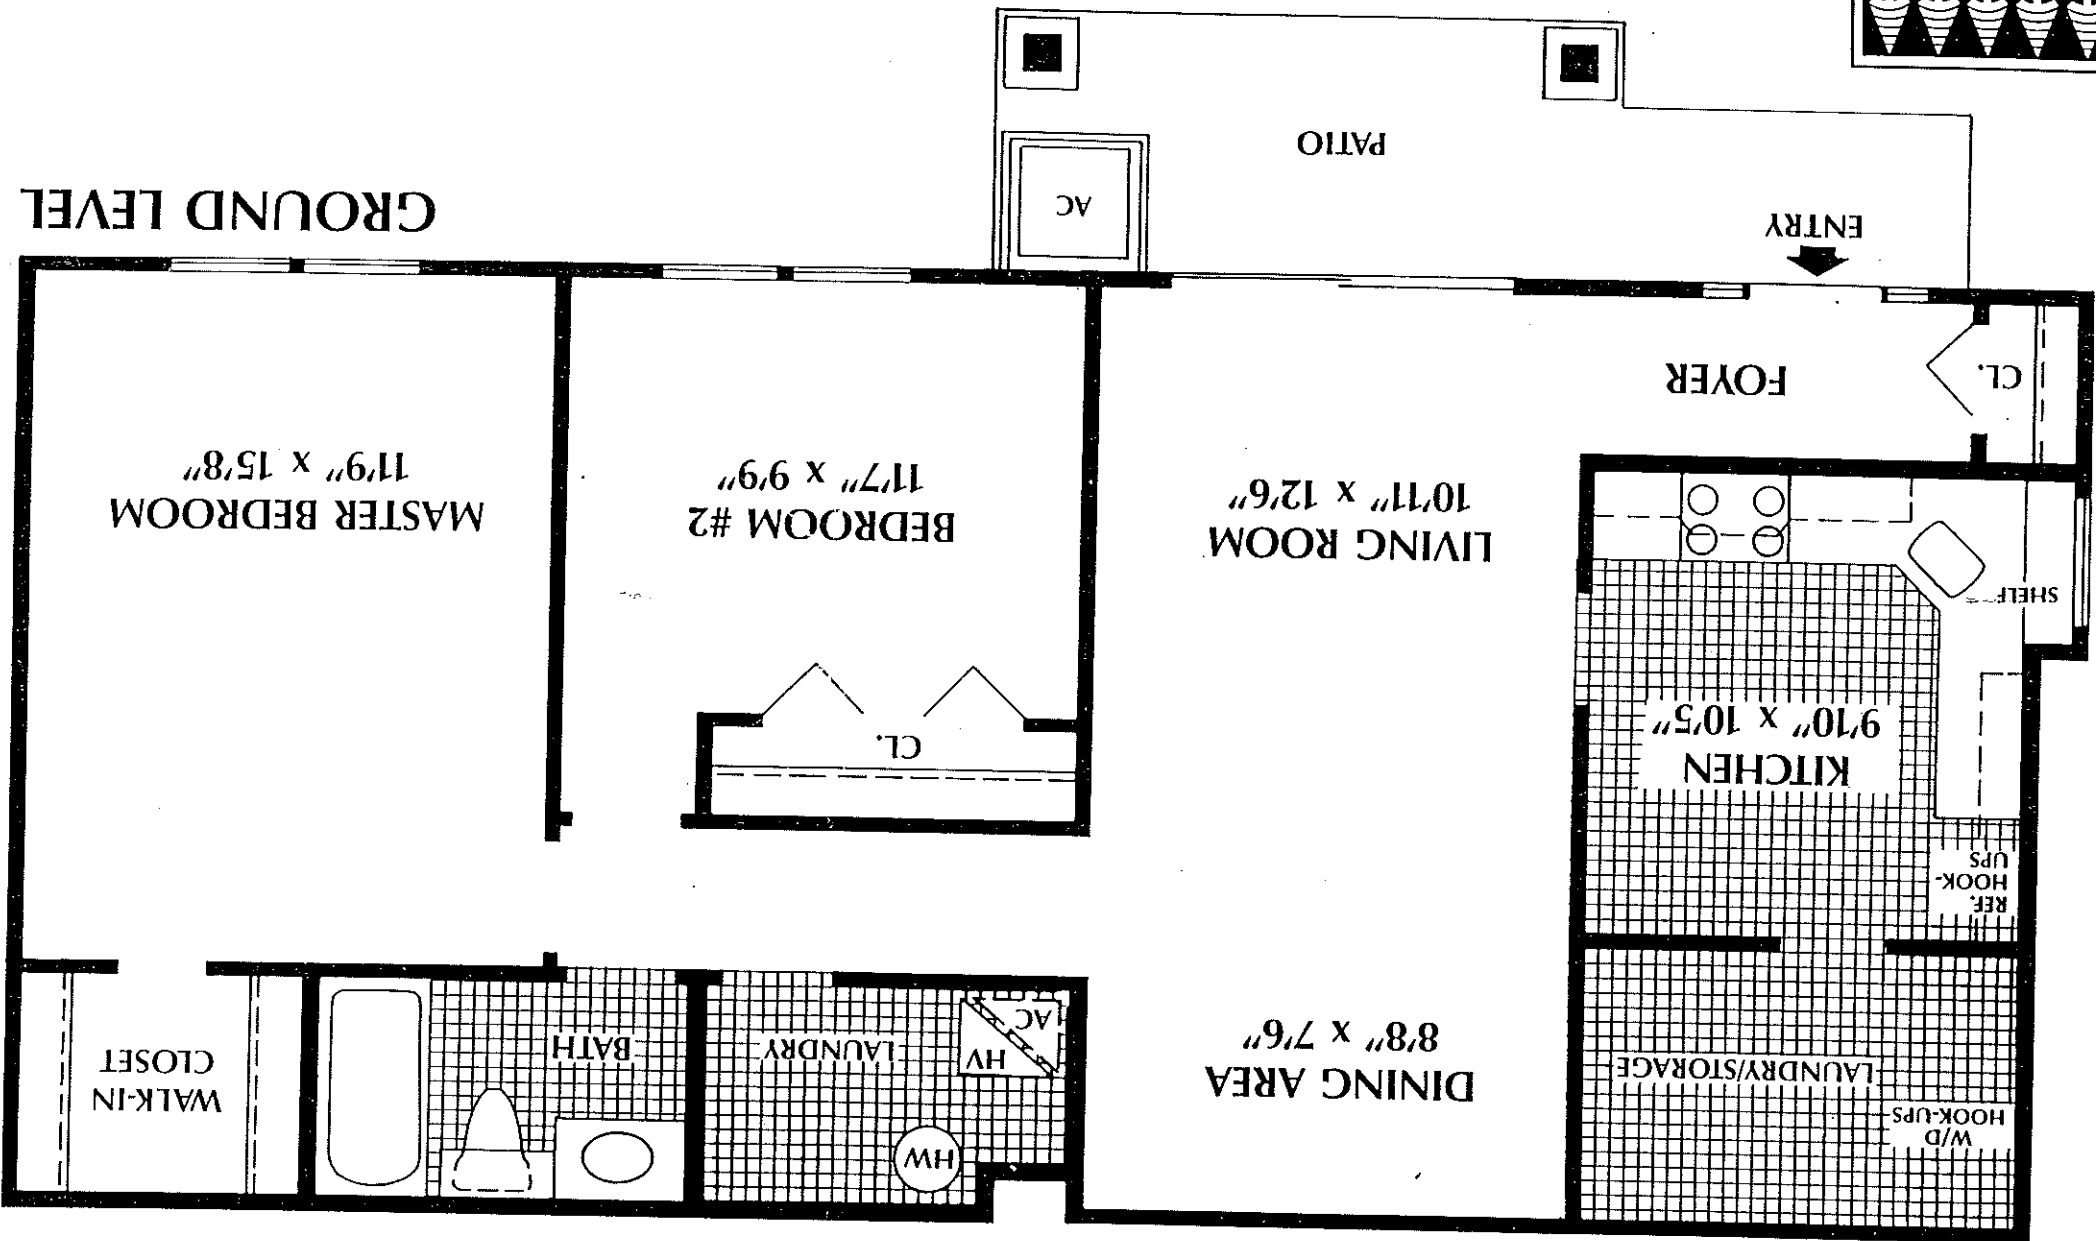 W/D
HOOK-UPS
LAUNDRY/STORAGE
DINING AREA
8'8" x 7'6"
HW
LAUNDRY
HV
AC
BATH
WALK-IN
CLOSET
REF.
HOOK-
UPS
KITCHEN
9'10" x 10'5"
SHELF
CL.
LIVING ROOM
10'11" x 12'6"
BEDROOM #2
11'7" x 9'9"
MASTER BEDROOM
11'9" x 15'8"
CL.
FOYER
ENTRY
PATIO
AC
GROUND LEVEL